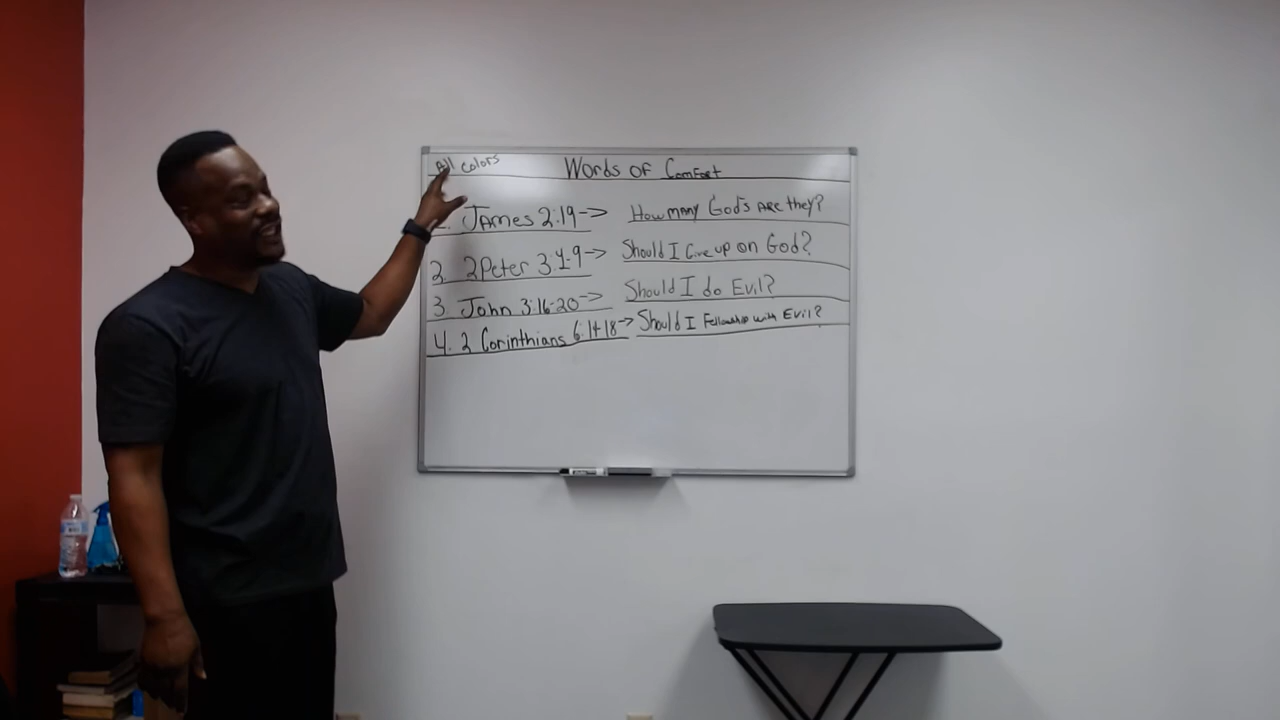 All colors
Words of Comfort
James 2:19-> How many God's are they?
2. 2Peter 3:4-9-> Should I Give up on God?
3. John 3:16-20-> Should I do Evil?
4. 2 Corinthians 6:14-18-> Should I Fellowship with Evil?